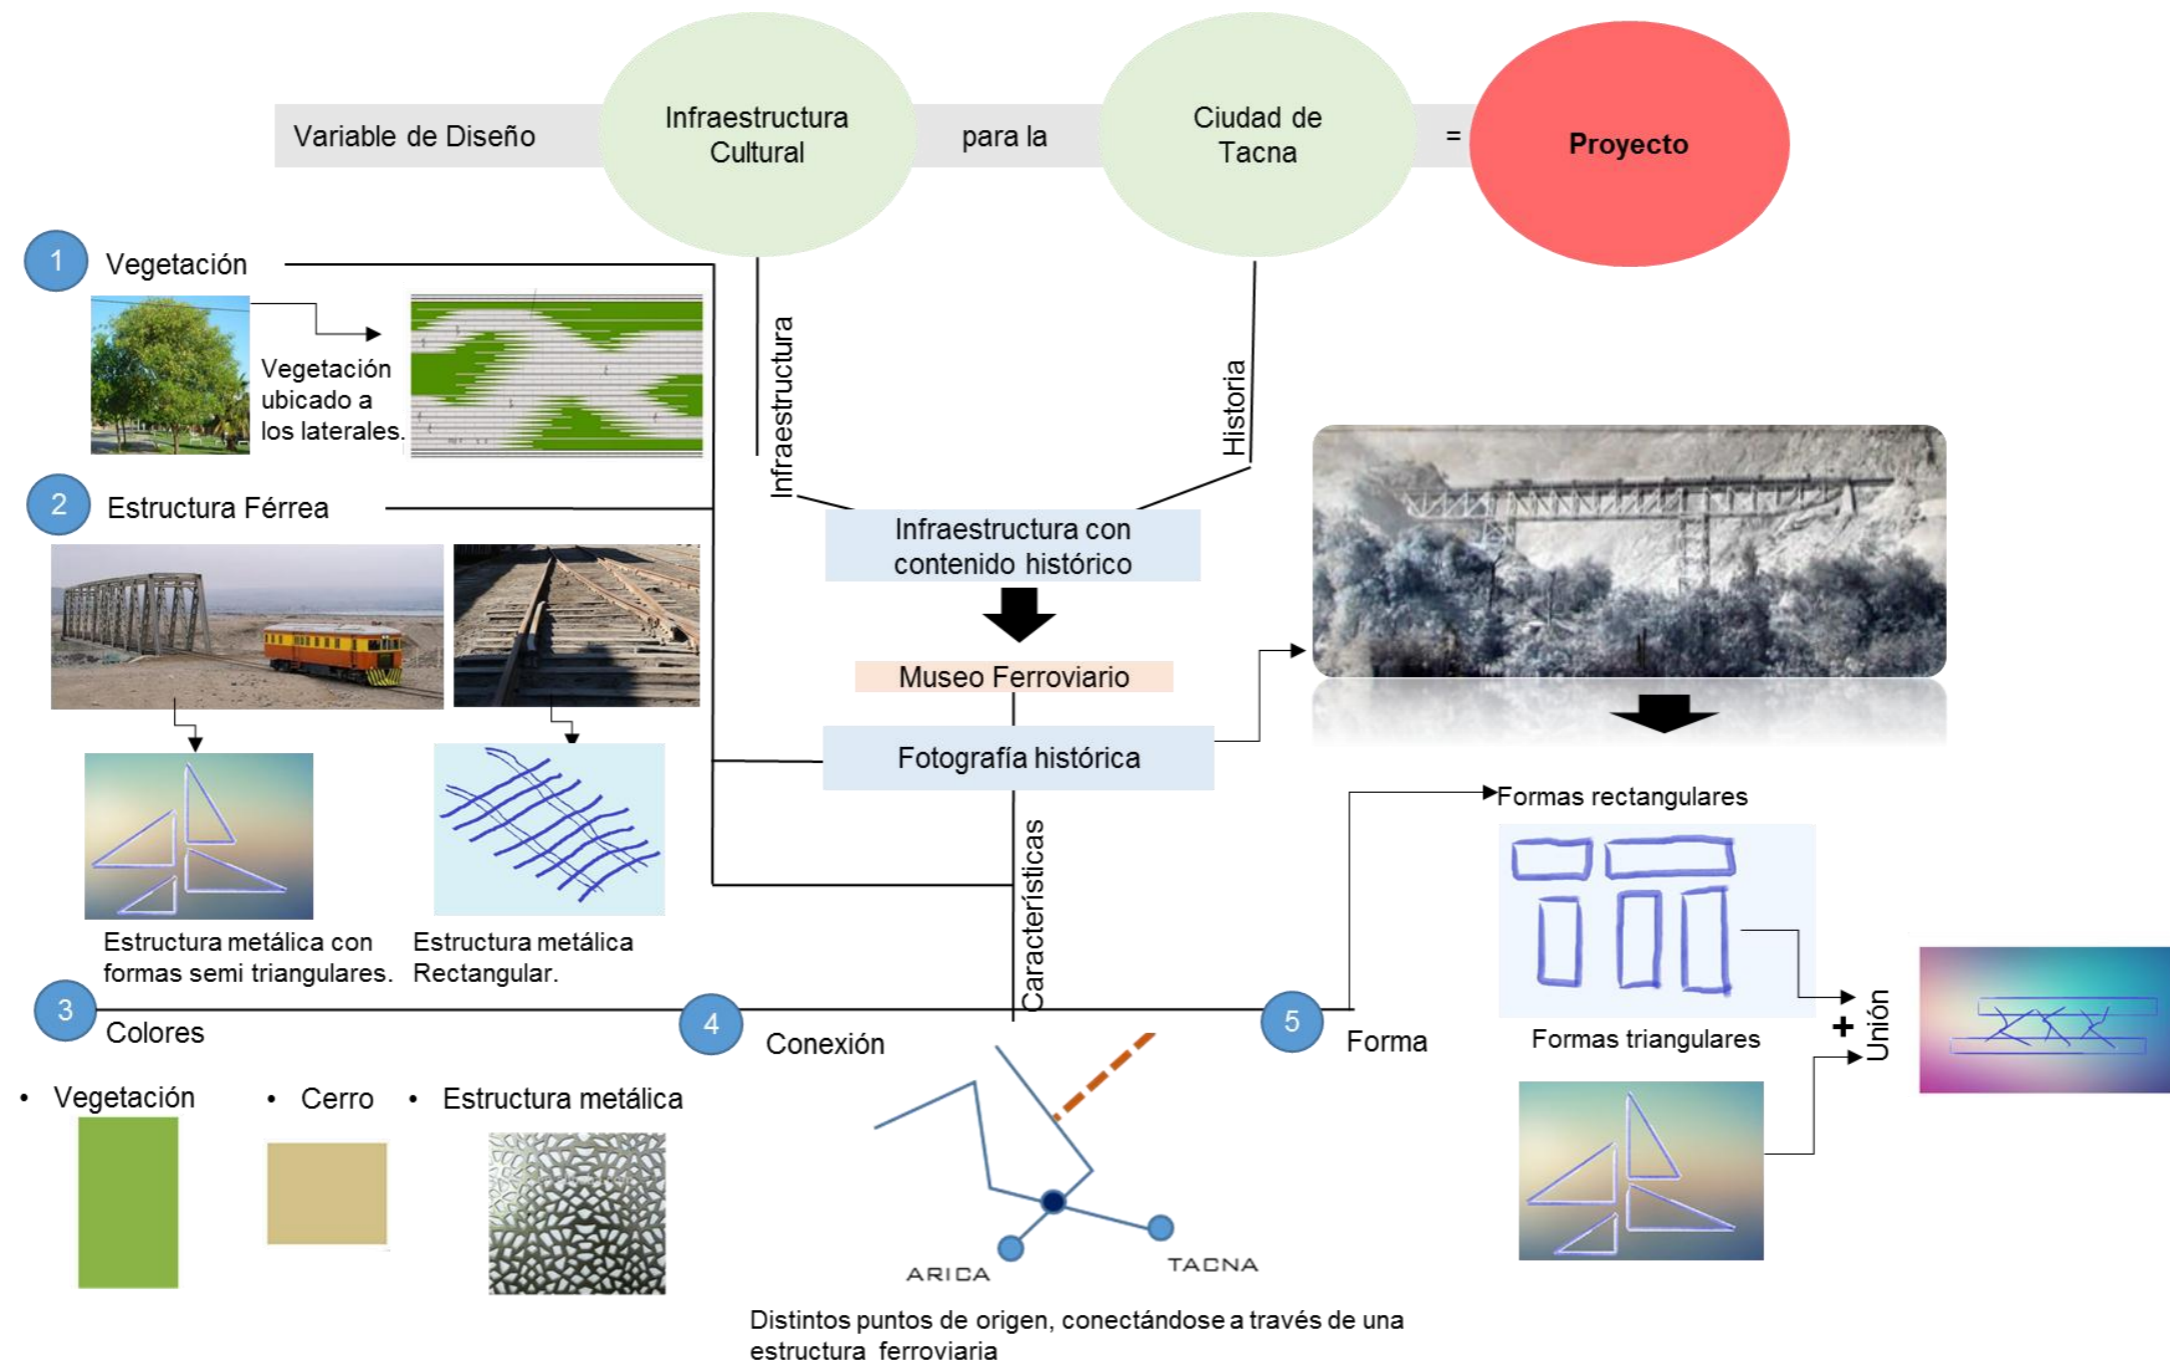 Variable de Diseño
Infraestructura
Cultural
para la
Ciudad de
Tacna
=
Proyecto
1
Vegetación
Vegetación
ubicado a
los laterales.
Infraestructura
Historia
2
Estructura Férrea
Infraestructura con
contenido histórico
Museo Ferroviario
Fotografía histórica
Características
Estructura metálica con
formas semi triangulares.
Estructura metálica
Rectangular.
Formas rectangulares
Formas triangulares
+
Unión
3
Colores
• Vegetación
• Cerro
• Estructura metálica
4
Conexión
ARICA
TACNA
Distintos puntos de origen, conectándose a través de una
estructura ferroviaria
5
Forma